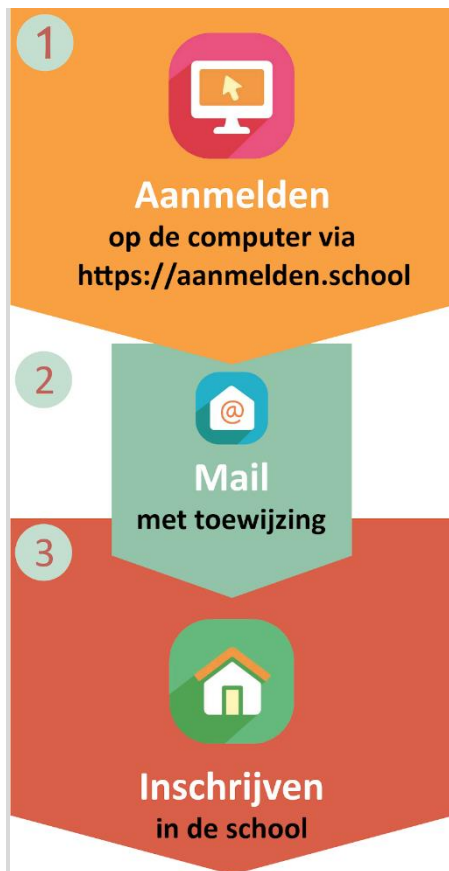 1
Aanmelden
op de computer via
https://aanmelden.school
2
@
Mail
met toewijzing
3
Inschrijven
in de school